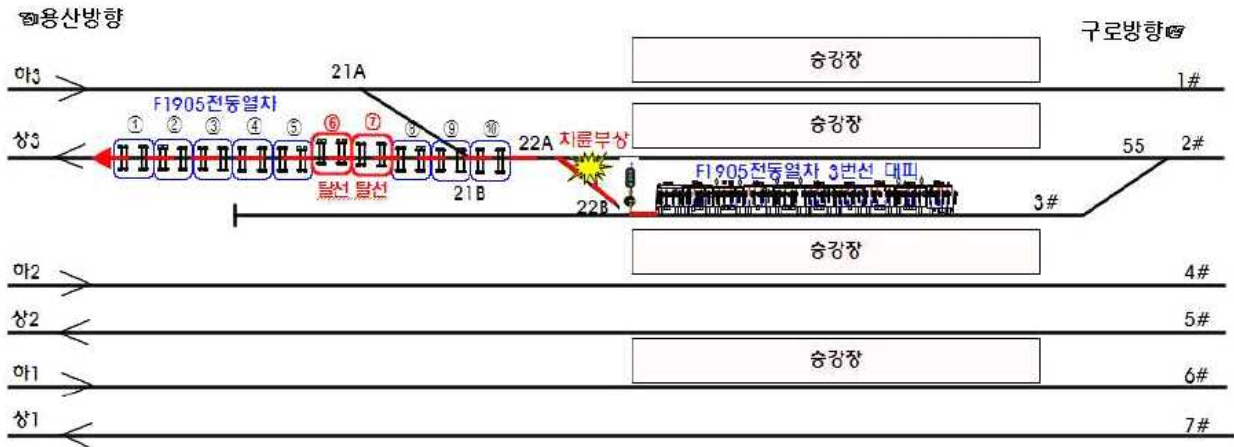 ☜용산방향
구로방향☞
승강장
하3
21A
1#
F1905전동열차
① ② ③ ④ ⑤ ⑥ ⑦ ⑧ ⑨ ⑩
승강장
상3
22A
차륜부상
55
2#
F1905전동열차 3번선 대피
탈선 탈선
21B
22B
3#
승강장
하2
4#
상2
5#
승강장
하1
6#
상1
7#